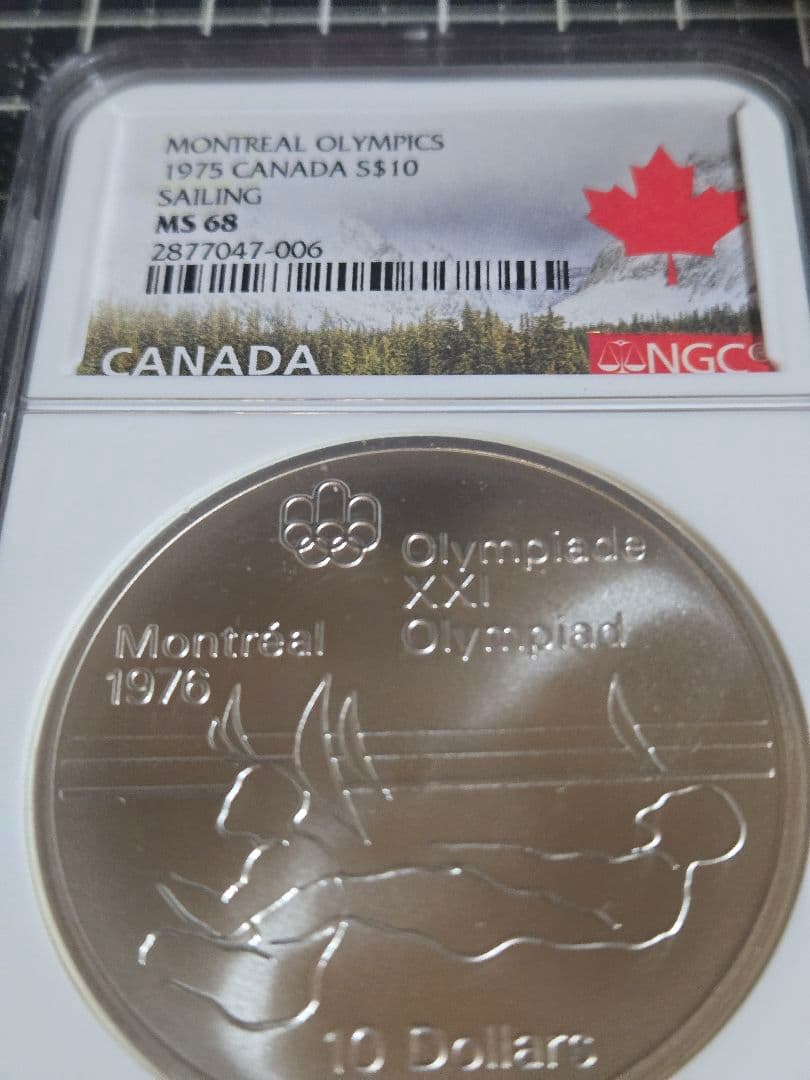 MONTREAL OLYMPICS
1975 CANADA S$10
SAILING
MS 68
2877047-006
CANADA
NGC
Olympiade
XXI
Olympiad
Montréal
1976
10 Dollars